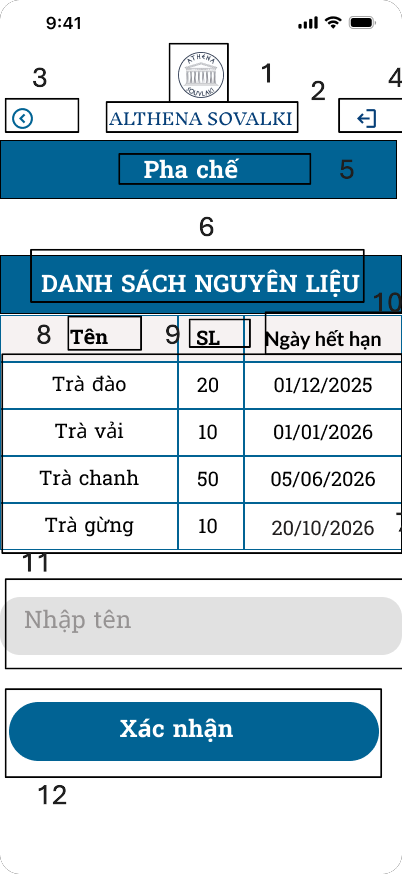 9:41
ATHENA
SOUVLAKI
1
2
3
4
ALTHENA SOVALKI
Pha chế
5
6
DANH SÁCH NGUYÊN LIỆU
10
8
Tên
9
SL
Ngày hết hạn
Trà đào
20
01/12/2025
Trà vải
10
01/01/2026
Trà chanh
50
05/06/2026
Trà gừng
10
20/10/2026
7
11
Nhập tên
Xác nhận
12